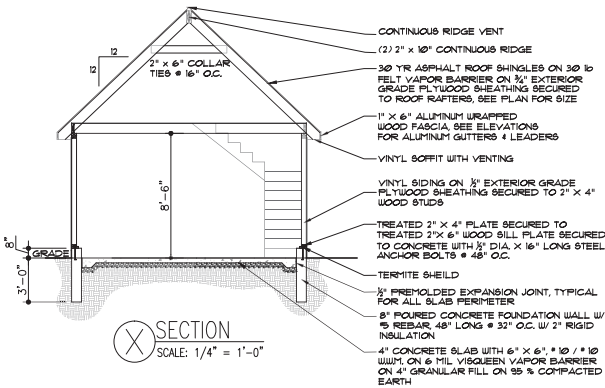 CONTINUOUS RIDGE VENT
(2) 2" x 10" CONTINUOUS RIDGE
12
13
2" x 6" COLLAR
TIES @ 16" O.C.
30 YR ASPHALT ROOF SHINGLES ON 30 lb
FELT VAPOR BARRIER ON ¾" EXTERIOR
GRADE PLYWOOD SHEATHING SECURED
TO ROOF RAFTERS, SEE PLAN FOR SIZE
1" X 6" ALUMINUM WRAPPED
WOOD FASCIA, SEE ELEVATIONS
FOR ALUMINUM GUTTERS & LEADERS
VINYL SOFFIT WITH VENTING
8'-6"
VINYL SIDING ON ½" EXTERIOR GRADE
PLYWOOD SHEATHING SECURED TO 2" X 4"
WOOD STUDS
TREATED 2" X 4" PLATE SECURED TO
TREATED 2"X 6" WOOD SILL PLATE SECURED
TO CONCRETE WITH ½" DIA. X 16" LONG STEEL
ANCHOR BOLTS @ 48" O.C.
8"
GRADE
3'-0"
TERMITE SHEILD
½" PREMOLDED EXPANSION JOINT, TYPICAL
FOR ALL SLAB PERIMETER
8" POURED CONCRETE FOUNDATION WALL W/
#5 REBAR, 48" LONG @ 32" O.C. W/ 2" RIGID
INSULATION
4" CONCRETE SLAB WITH 6" X 6", #10 / #10
W.W.M. ON 6 MIL VISQUEEN VAPOR BARRIER
ON 4" GRANULAR FILL ON 95 % COMPACTED
EARTH
X
SECTION
SCALE: 1/4" = 1'-0"